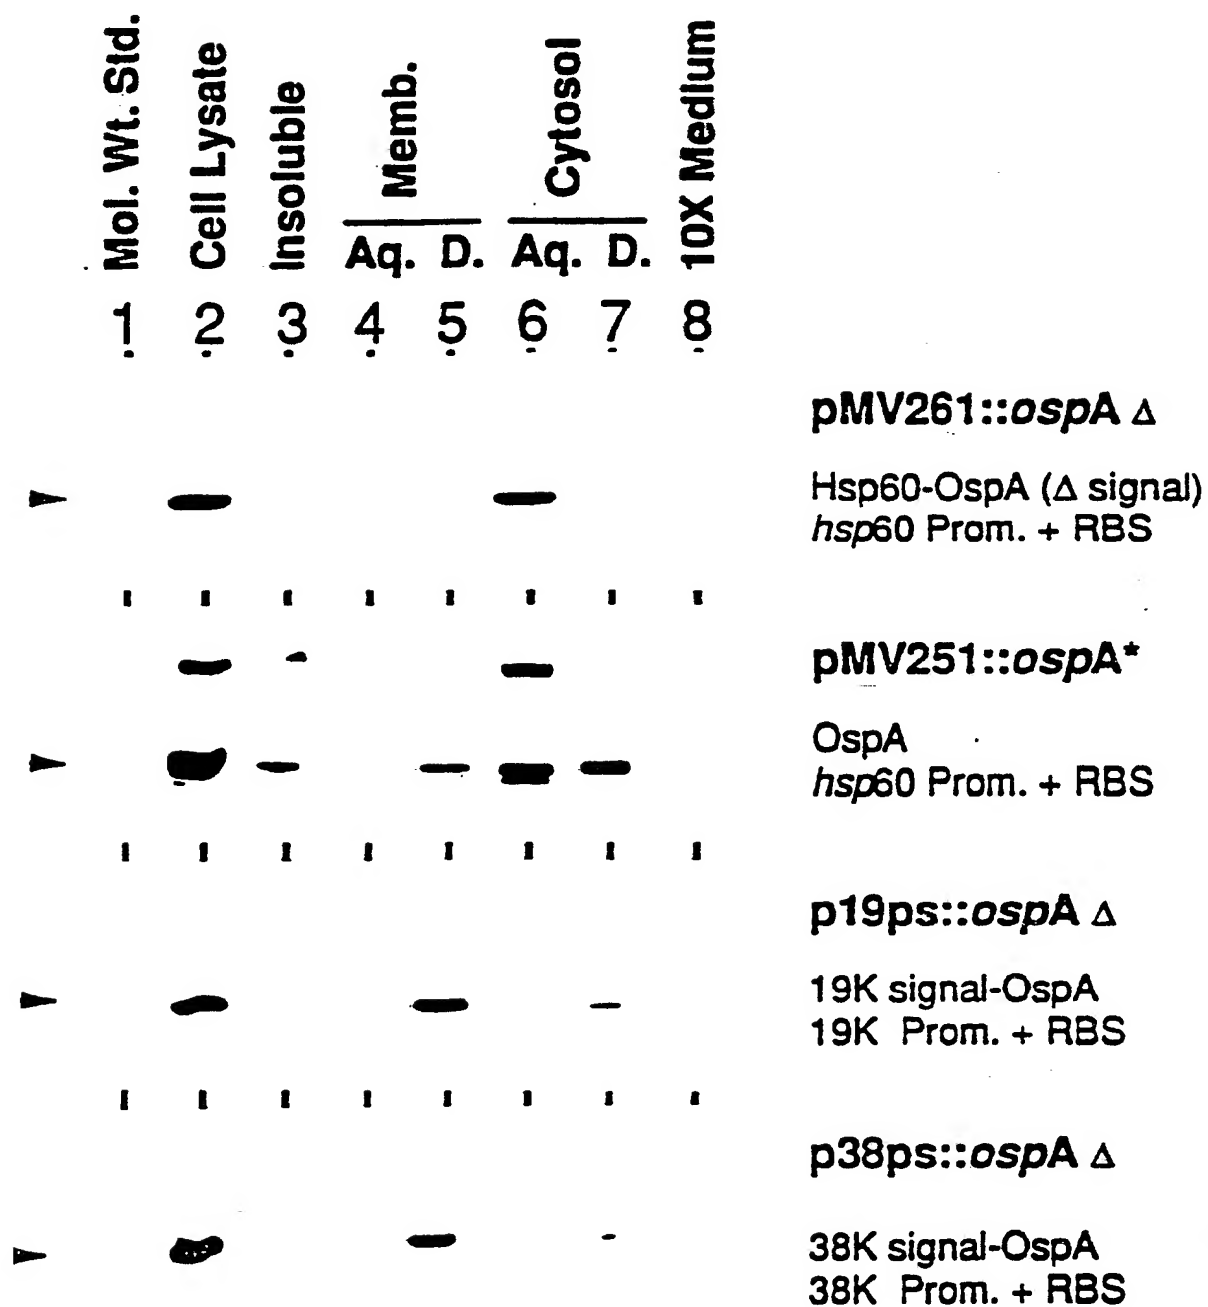 Mol. Wt. Std.
Cell Lysate
Insoluble
Memb.
Cytosol
10X Medium
Aq. D. Aq. D.
1 2 3 4 5 6 7 8
pMV261::ospA Δ
Hsp60-OspA (Δ signal)
hsp60 Prom. + RBS
pMV251::ospA*
OspA
hsp60 Prom. + RBS
p19ps::ospA Δ
19K signal-OspA
19K Prom. + RBS
p38ps::ospA Δ
38K signal-OspA
38K Prom. + RBS